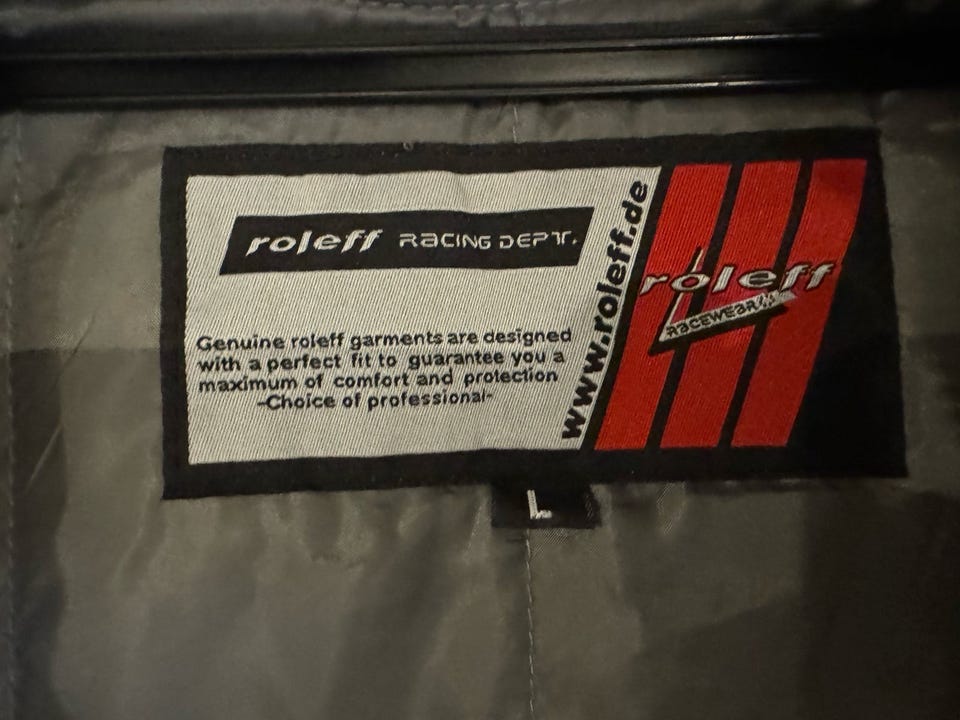 roleff RACING DEPT.
Genuine roleff garments are designed
with a perfect fit to guarantee you a
maximum of comfort and protection
-Choice of professional-
www.roleff.de
roleff
RACEWEAR
L